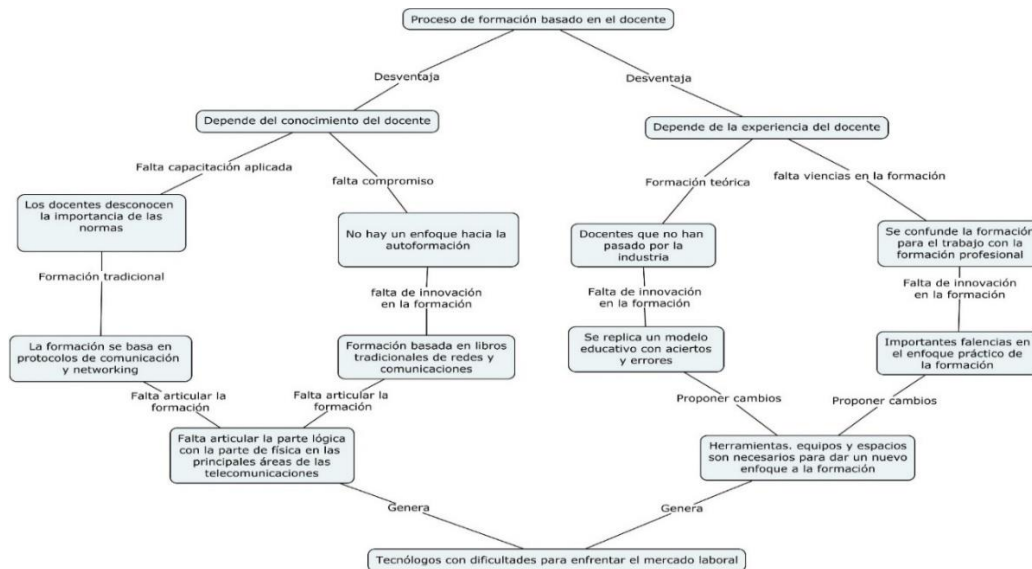 Proceso de formación basado en el docente
Desventaja
Desventaja
Depende del conocimiento del docente
Depende de la experiencia del docente
Falta capacitación aplicada
falta compromiso
Formación teórica
falta viencias en la formación
Los docentes desconocen
la importancia de las
normas
No hay un enfoque hacia la
autoformación
Docentes que no han
pasado por la
industria
Se confunde la formación
para el trabajo con la
formación profesional
Formación tradicional
falta de innovación
en la formación
Falta de innovación
en la formación
Falta de innovación
en la formación
La formación se basa en
protocolos de comunicación
y networking
Formación basada en libros
tradicionales de redes y
comunicaciones
Se replica un modelo
educativo con aciertos
y errores
Importantes falencias en
el enfoque práctico de
la formación
Falta articular la
formación
Falta articular la
formación
Proponer cambios
Proponer cambios
Falta articular la parte lógica
con la parte de física en las
principales áreas de las
telecomunicaciones
Herramientas. equipos y espacios
son necesarios para dar un nuevo
enfoque a la formación
Genera
Genera
Tecnólogos con dificultades para enfrentar el mercado laboral